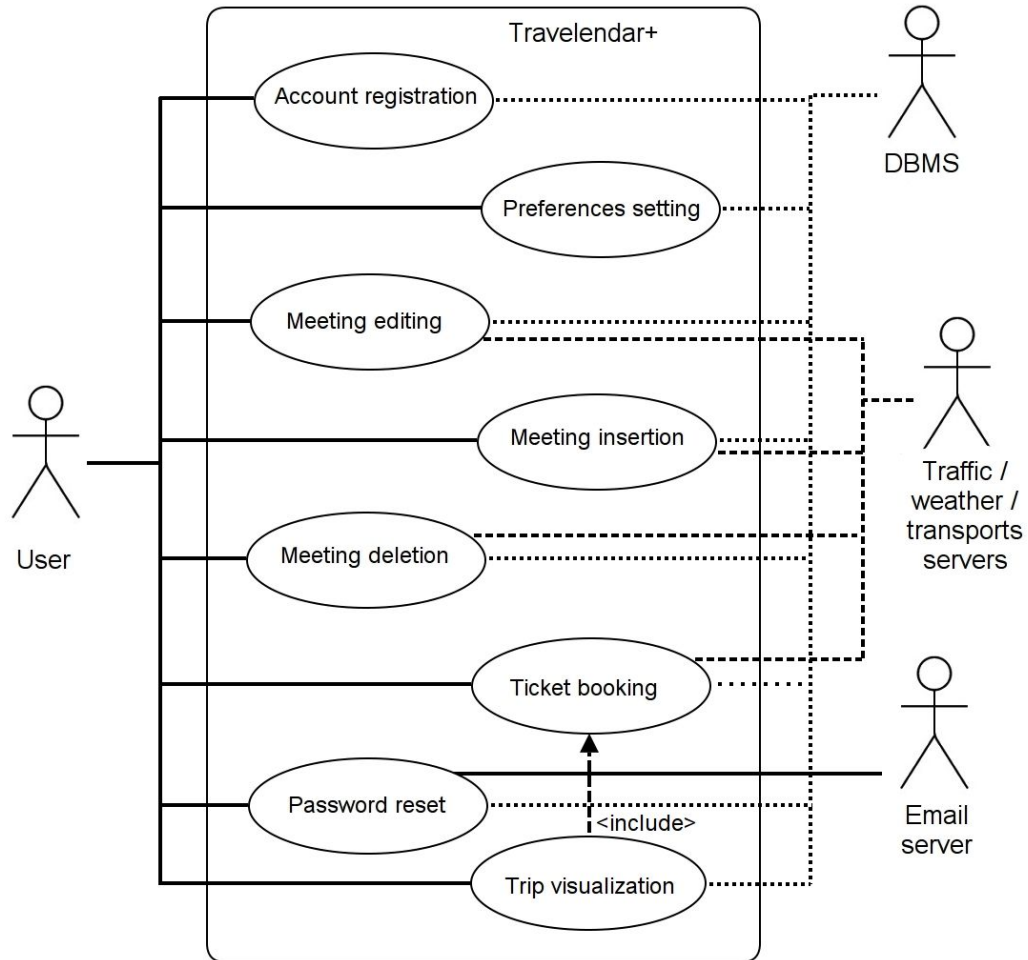 Travelendar+
Account registration
DBMS
Preferences setting
Meeting editing
Meeting insertion
Traffic /
weather /
transports
servers
User
Meeting deletion
Ticket booking
Password reset
<include>
Email
server
Trip visualization